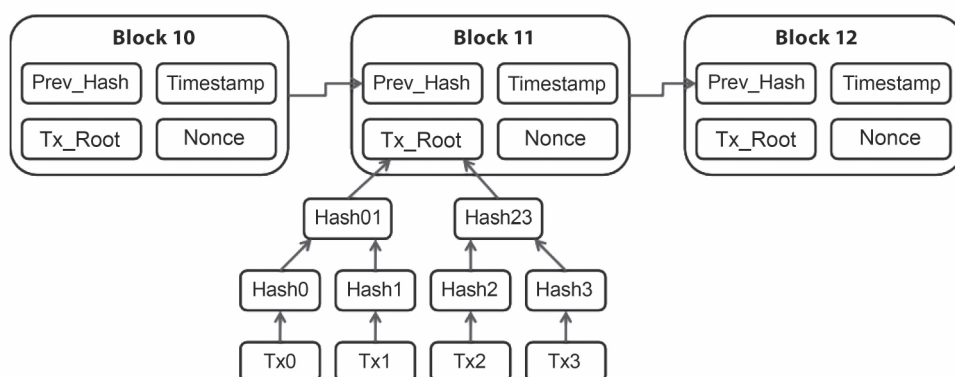 Block 10
Block 11
Block 12
Prev_Hash Timestamp
Prev_Hash Timestamp
Prev_Hash Timestamp
Tx_Root Nonce
Tx_Root Nonce
Tx_Root Nonce
Hash01
Hash23
Hash0
Hash1
Hash2
Hash3
Tx0
Tx1
Tx2
Tx3